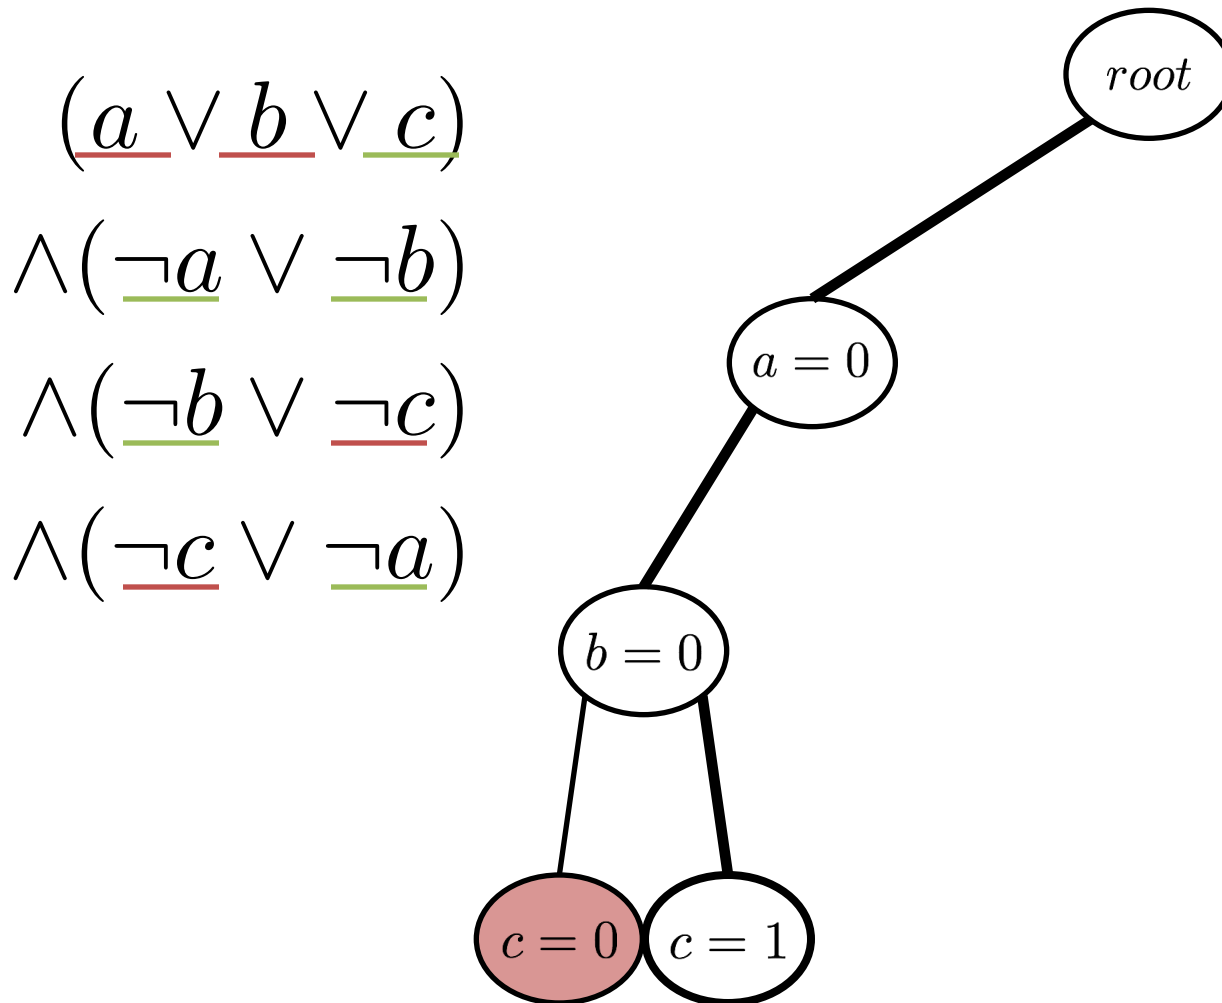 (a ∨ b ∨ c)
∧(¬a ∨ ¬b)
∧(¬b ∨ ¬c)
∧(¬c ∨ ¬a)
root
a = 0
b = 0
c = 0
c = 1